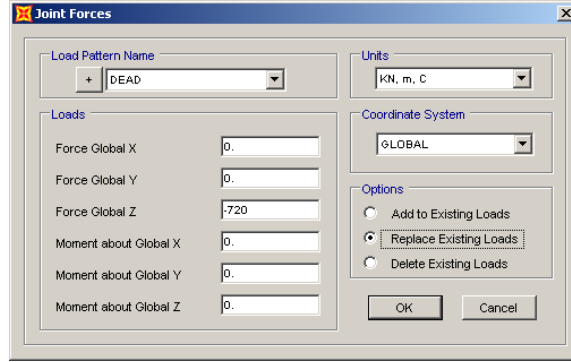 Joint Forces
Load Pattern Name
+ DEAD
Units
KN, m, C
Loads
Force Global X 0.
Force Global Y 0.
Force Global Z -720
Moment about Global X 0.
Moment about Global Y 0.
Moment about Global Z 0.
Coordinate System
GLOBAL
Options
Add to Existing Loads
Replace Existing Loads
Delete Existing Loads
OK Cancel